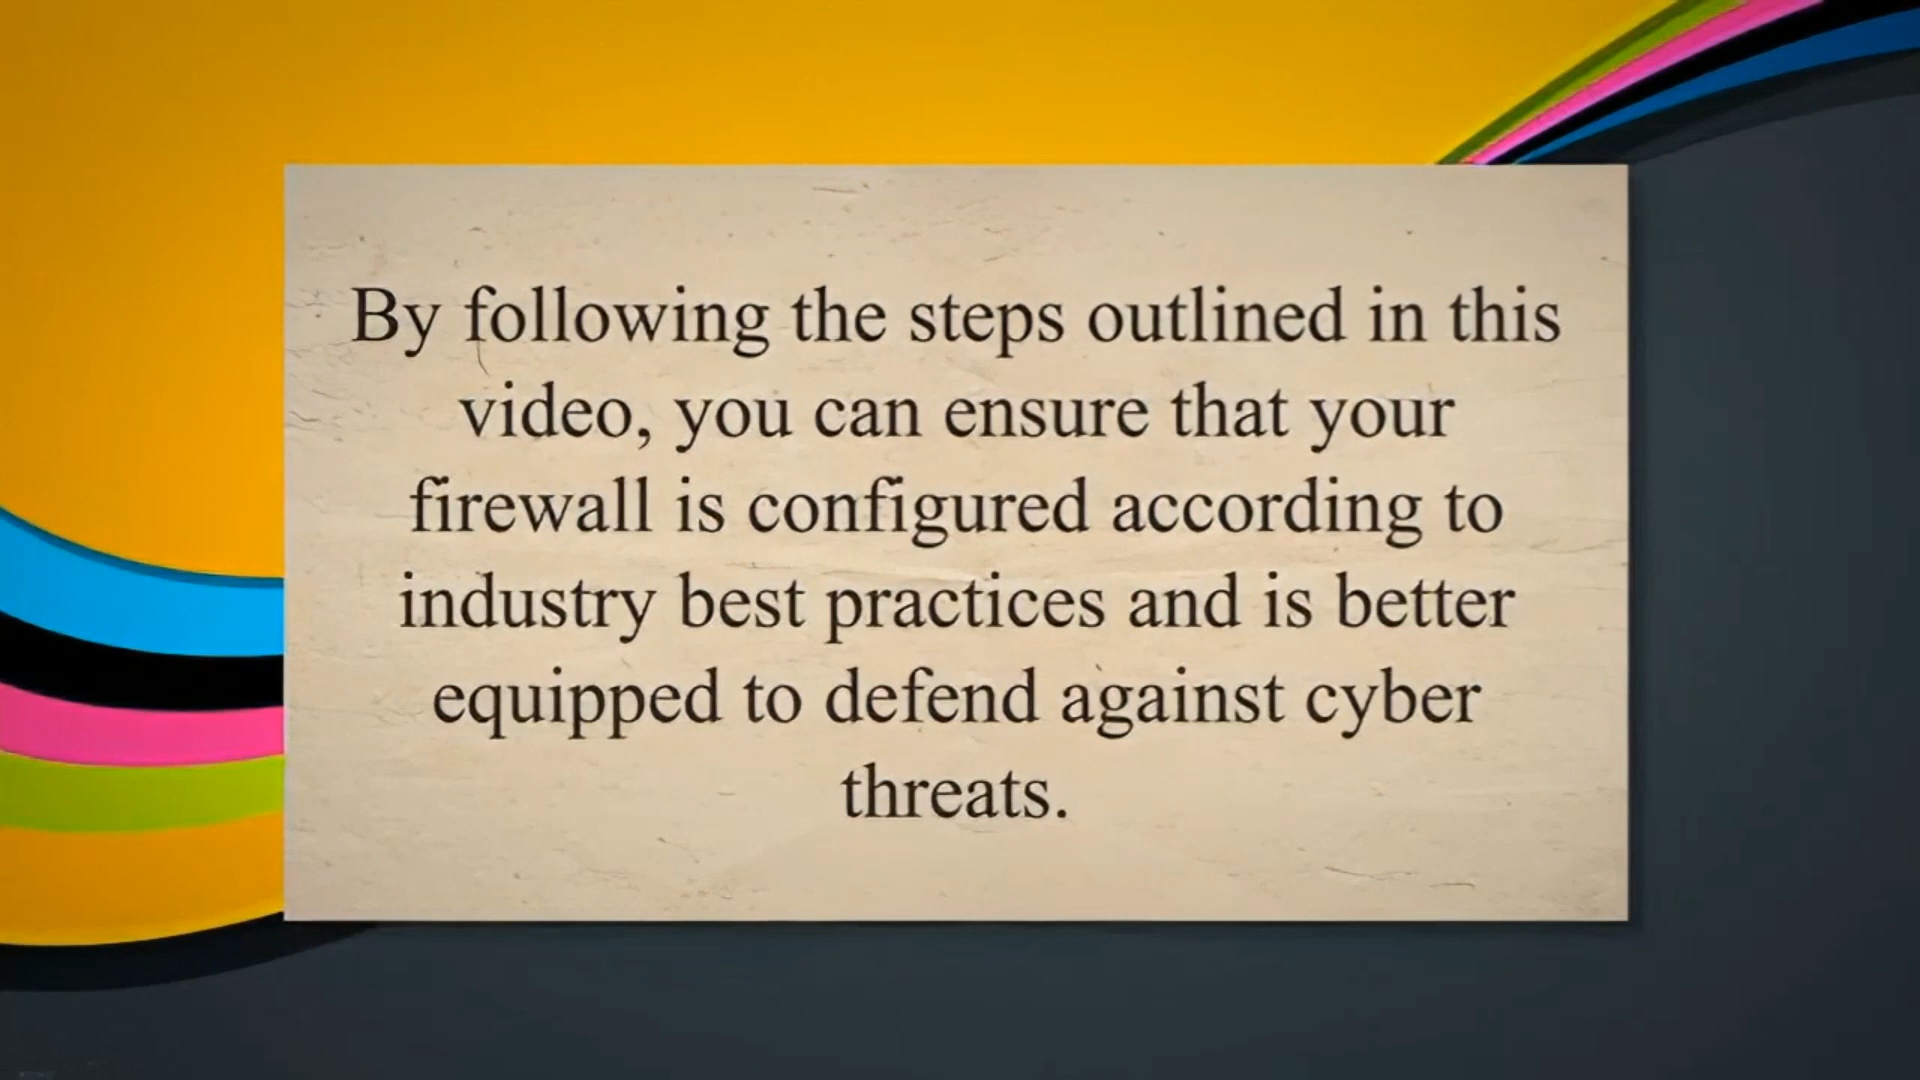 By following the steps outlined in this
video, you can ensure that your
firewall is configured according to
industry best practices and is better
equipped to defend against cyber
threats.